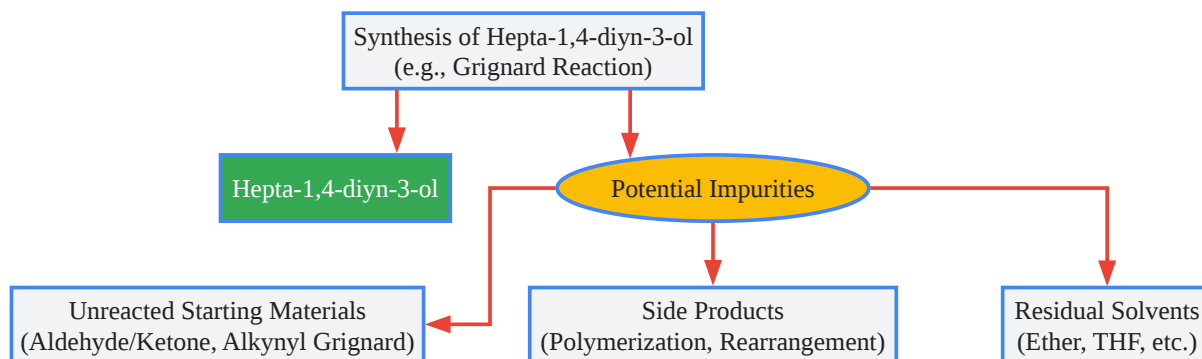 Synthesis of Hepta-1,4-diyn-3-ol
(e.g., Grignard Reaction)
Hepta-1,4-diyn-3-ol
Potential Impurities
Unreacted Starting Materials
(Aldehyde/Ketone, Alkynyl Grignard)
Side Products
(Polymerization, Rearrangement)
Residual Solvents
(Ether, THF, etc.)